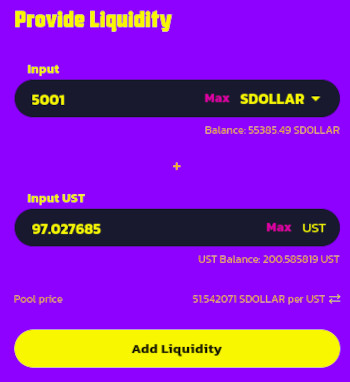 Provide Liquidity
Input
5001 Max SDOLLAR
Balance: 55385.49 SDOLLAR
+
Input UST
97.027685 Max UST
UST Balance: 200.585819 UST
Pool price 51.542071 SDOLLAR per UST
Add Liquidity